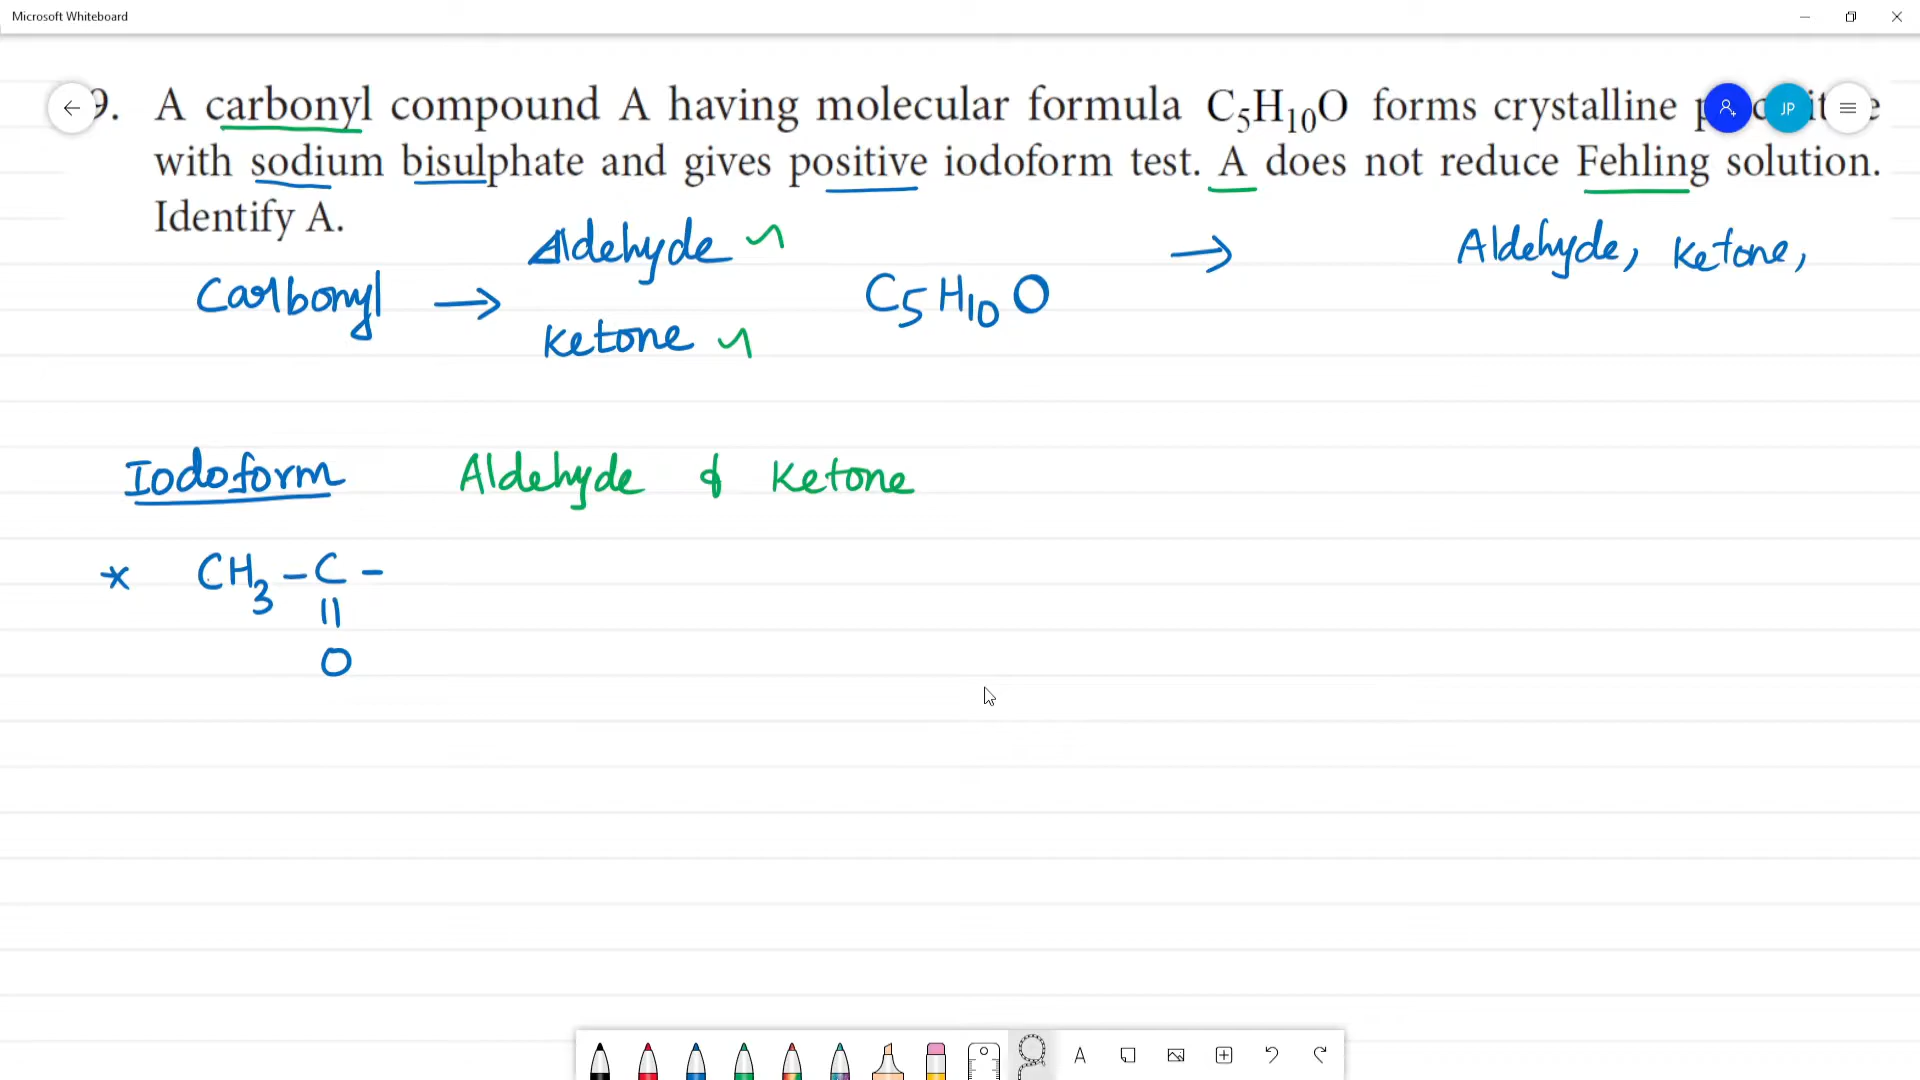 Microsoft Whiteboard
9. A carbonyl compound A having molecular formula C₅H₁₀O forms crystalline
with sodium bisulphate and gives positive iodoform test. A does not reduce Fehling solution.
Identify A.
JP
Aldehyde
Carbonyl →
Ketone
C₅H₁₀O
→ Aldehyde, Ketone,
Iodoform Aldehyde & Ketone
* CH₃ – C –
||
O
A